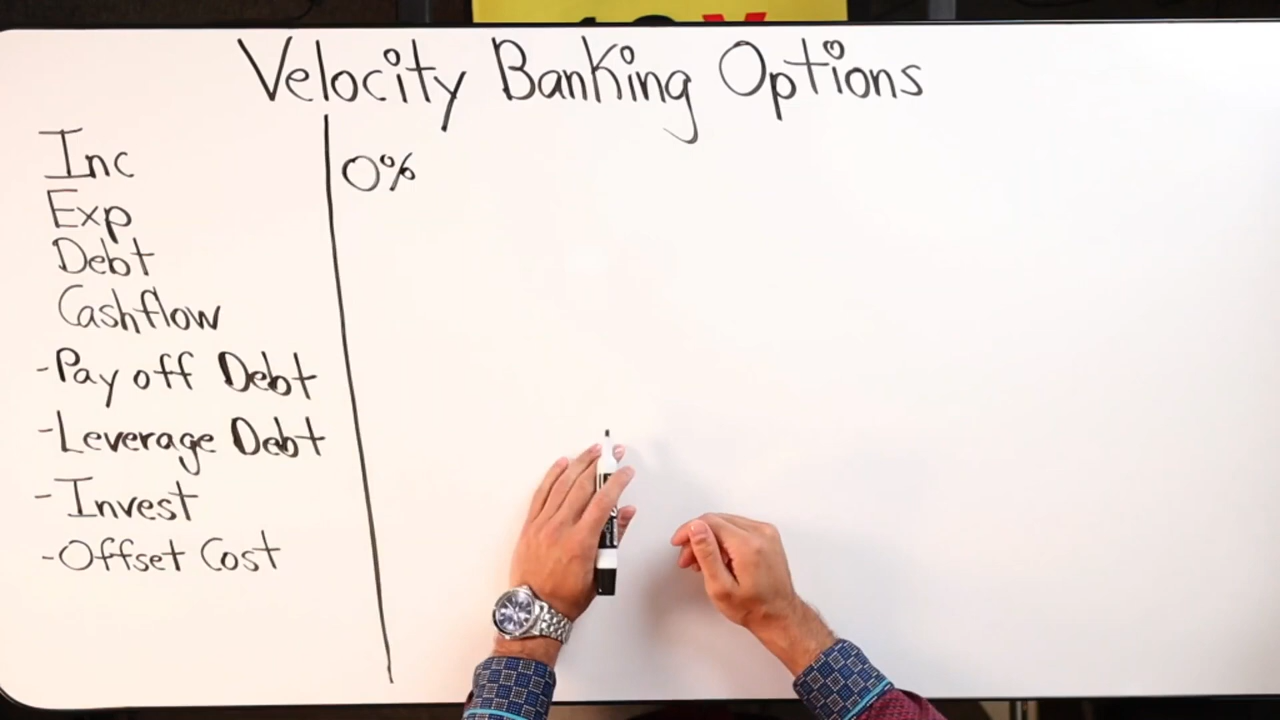 Velocity Banking Options
Inc
Exp
Debt
Cashflow
-Pay off Debt
-Leverage Debt
-Invest
-Offset Cost
0%